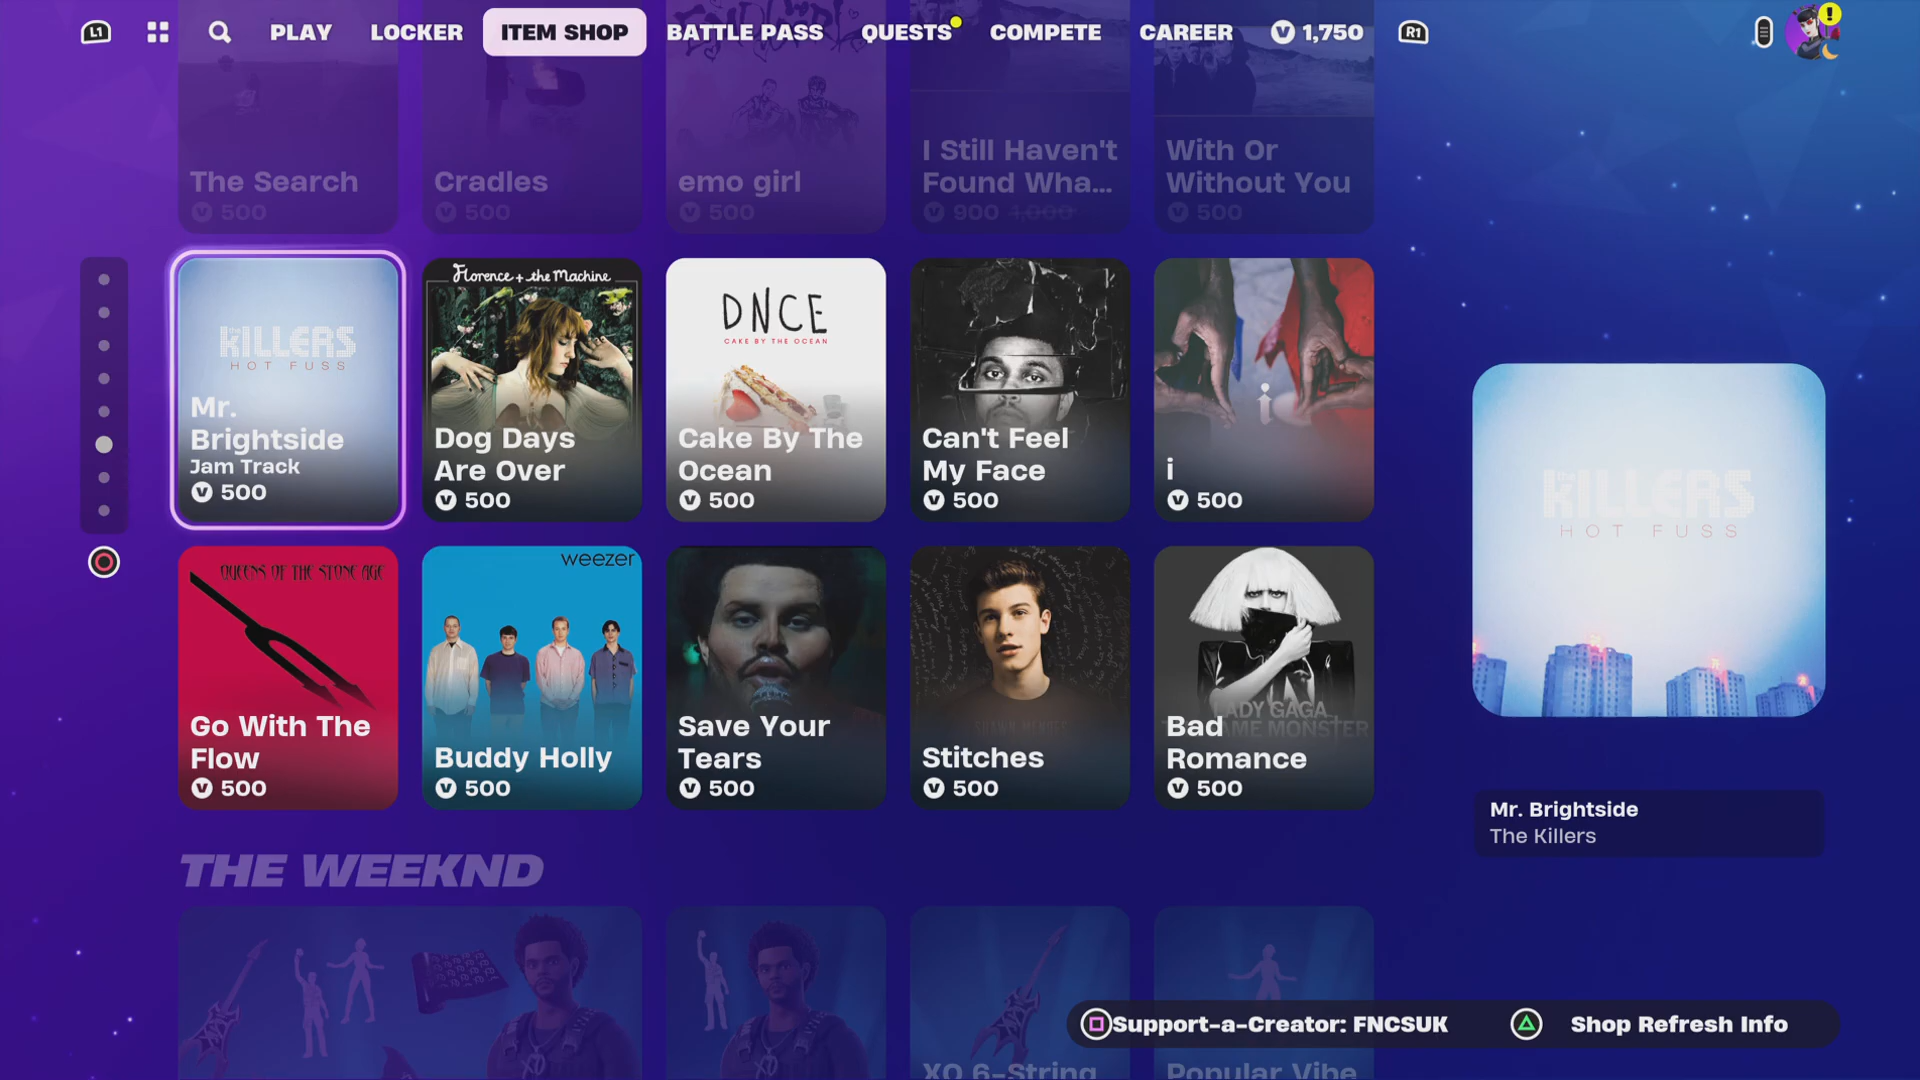 L1
PLAY
LOCKER
ITEM SHOP
BATTLE PASS
QUESTS
COMPETE
CAREER
1,750
R1
The Search
500
Cradles
500
emo girl
500
I Still Haven't
Found Wha...
900 1,000
With Or
Without You
500
the
KILLERS
HOT FUSS
Mr.
Brightside
Jam Track
500
Florence + the Machine
Dog Days
Are Over
500
DNCE
CAKE BY THE OCEAN
Cake By The
Ocean
500
Can't Feel
My Face
500
i
i
500
the
KILLERS
HOT FUSS
QUEENS OF THE STONE AGE
Go With The
Flow
500
weezer
Buddy Holly
500
Save Your
Tears
500
SHAWN MENDES
Stitches
500
LADY GAGA
FAME MONSTER
Bad
Romance
500
Mr. Brightside
The Killers
THE WEEKND
XO 6-String
Popular Vibe
Support-a-Creator: FNCSUK
Shop Refresh Info